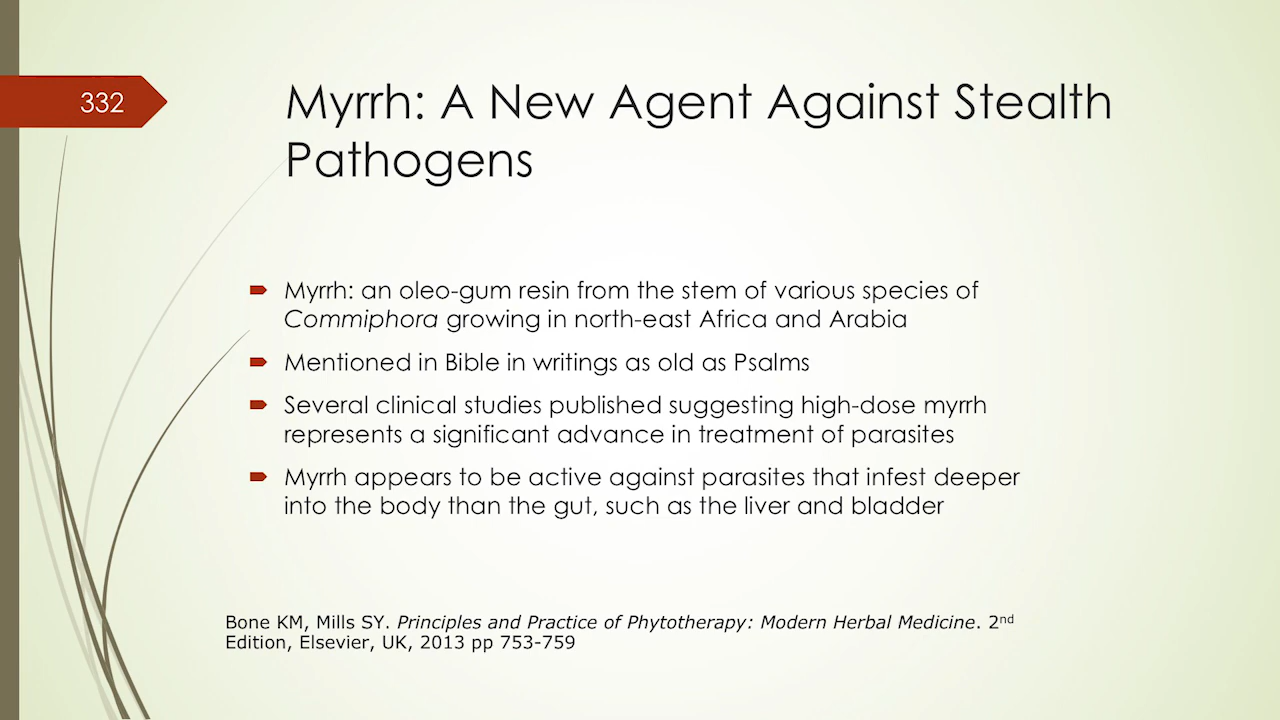 332
Myrrh: A New Agent Against Stealth
Pathogens
Myrrh: an oleo-gum resin from the stem of various species of
Commiphora growing in north-east Africa and Arabia
Mentioned in Bible in writings as old as Psalms
Several clinical studies published suggesting high-dose myrrh
represents a significant advance in treatment of parasites
Myrrh appears to be active against parasites that infest deeper
into the body than the gut, such as the liver and bladder
Bone KM, Mills SY. Principles and Practice of Phytotherapy: Modern Herbal Medicine. 2nd
Edition, Elsevier, UK, 2013 pp 753-759